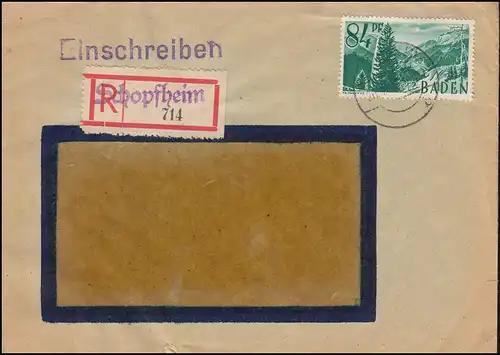 Einschreiben
84 PF
BADEN
R
Schopfheim
714